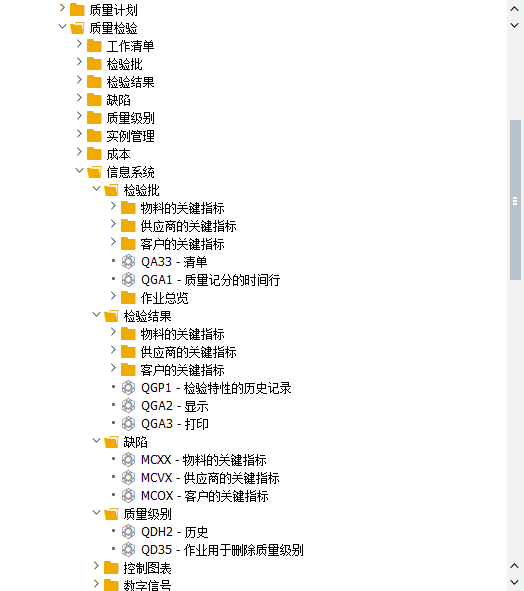 质量计划
质量检验
工作清单
检验批
检验结果
缺陷
质量级别
实例管理
成本
信息系统
检验批
物料的关键指标
供应商的关键指标
客户的关键指标
QA33 - 清单
QGA1 - 质量记分的时间行
作业总览
检验结果
物料的关键指标
供应商的关键指标
客户的关键指标
QGP1 - 检验特性的历史记录
QGA2 - 显示
QGA3 - 打印
缺陷
MCXX - 物料的关键指标
MCVX - 供应商的关键指标
MCOX - 客户的关键指标
质量级别
QDH2 - 历史
QD35 - 作业用于删除质量级别
控制图表
数字信号